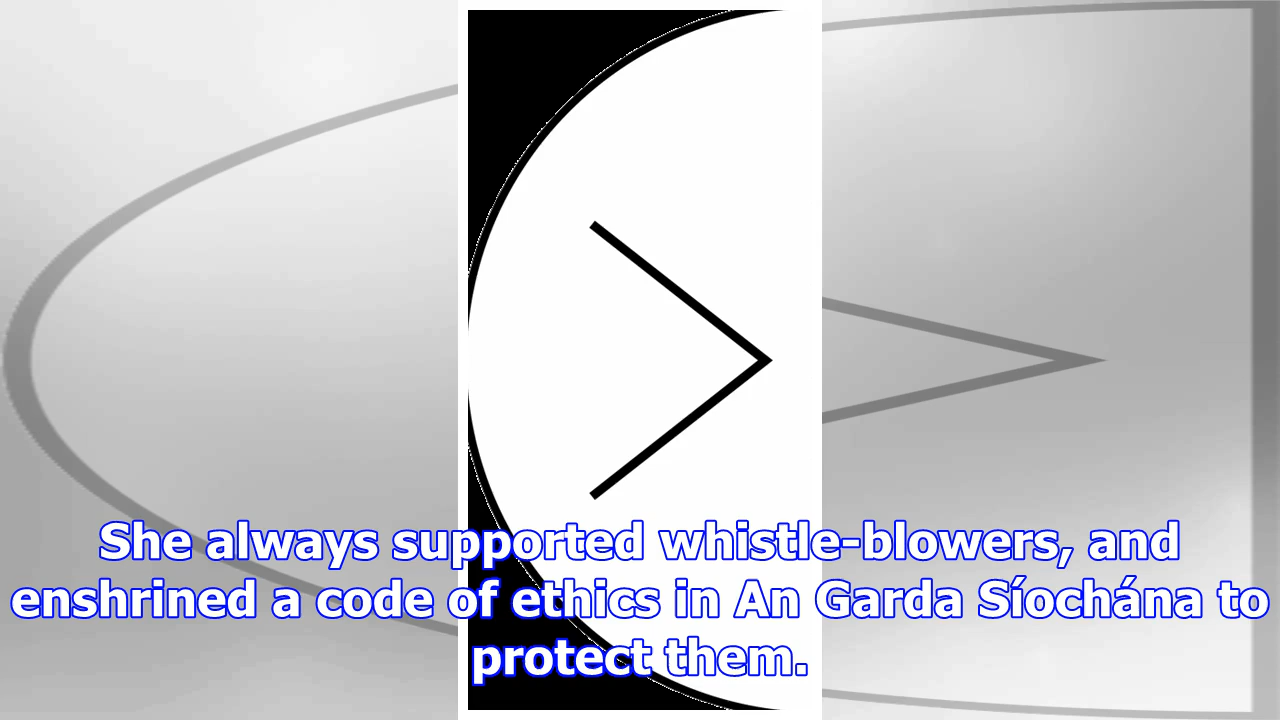 She always supported whistle-blowers, and
enshrined a code of ethics in An Garda Síochána to
protect them.